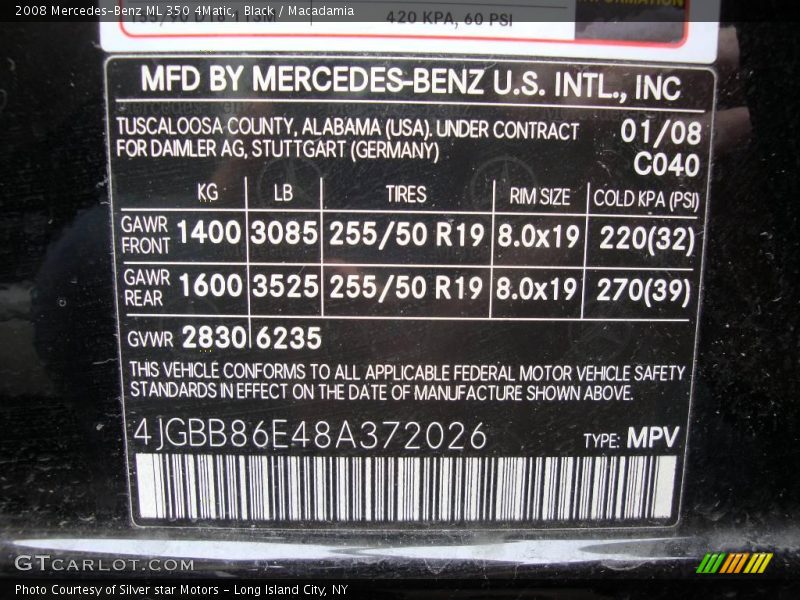 2008 Mercedes-Benz ML 350 4Matic, Black / Macadamia
420 KPA, 60 PSI
INFORMATION
MFD BY MERCEDES-BENZ U.S. INTL., INC
TUSCALOOSA COUNTY, ALABAMA (USA). UNDER CONTRACT 01/08
FOR DAIMLER AG, STUTTGART (GERMANY) C040
KG LB TIRES RIM SIZE COLD KPA (PSI)
GAWR FRONT 1400 3085 255/50 R19 8.0x19 220(32)
GAWR REAR 1600 3525 255/50 R19 8.0x19 270(39)
GVWR 2830 6235
THIS VEHICLE CONFORMS TO ALL APPLICABLE FEDERAL MOTOR VEHICLE SAFETY
STANDARDS IN EFFECT ON THE DATE OF MANUFACTURE SHOWN ABOVE.
4JGBB86E48A372026 TYPE: MPV
GTCARLOT.COM
Photo Courtesy of Silver star Motors - Long Island City, NY